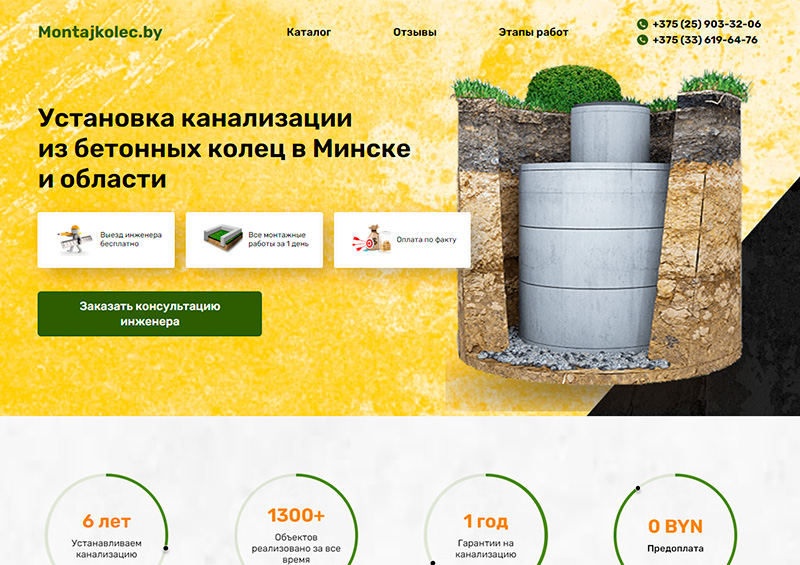 Montajkolec.by
Каталог
Отзывы
Этапы работ
+375 (25) 903-32-06
+375 (33) 619-64-76
Установка канализации
из бетонных колец в Минске
и области
Выезд инженера
бесплатно
Все монтажные
работы за 1 день
Оплата по факту
Заказать консультацию
инженера
6 лет
Устанавливаем
канализацию
1300+
Объектов
реализовано за все
время
1 год
Гарантии на
канализацию
0 BYN
Предоплата